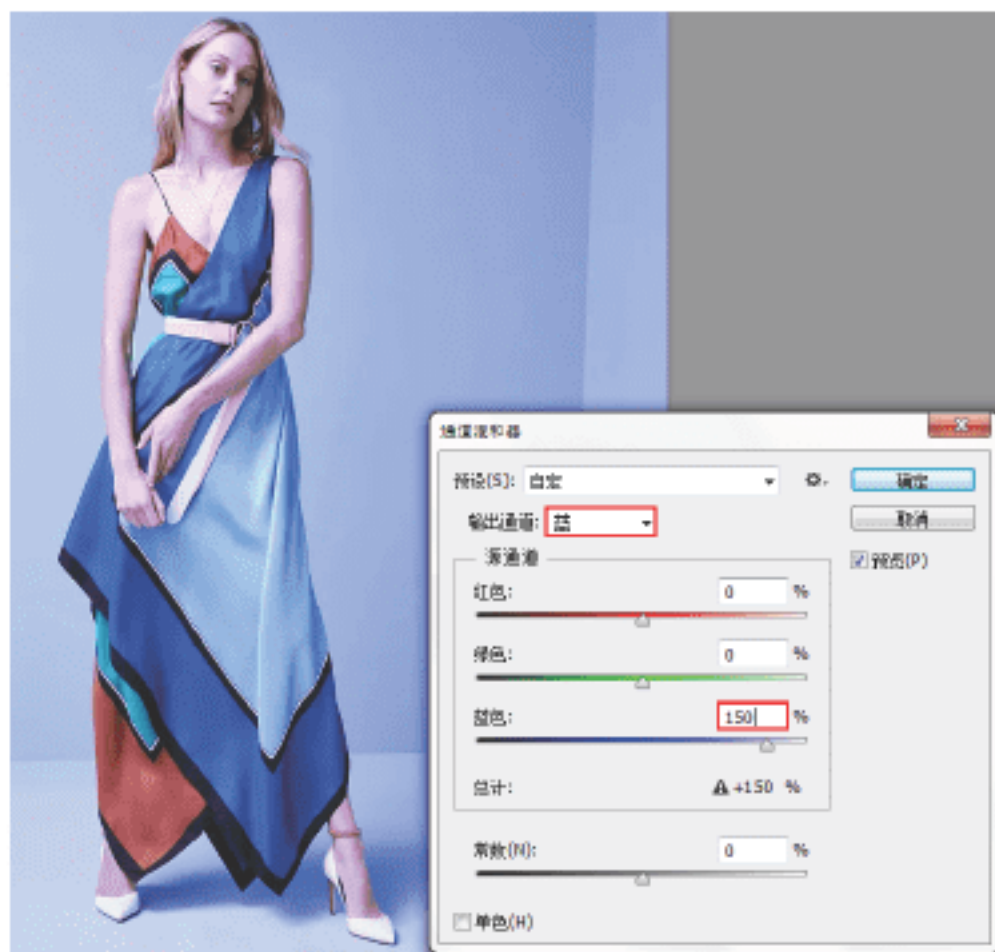 通道混和器
预设(S): 自定
确定
输出通道: 蓝
取消
源通道
预览(P)
红色: 0 %
绿色: 0 %
蓝色: 150 %
总计: +150 %
常数(N): 0 %
单色(H)